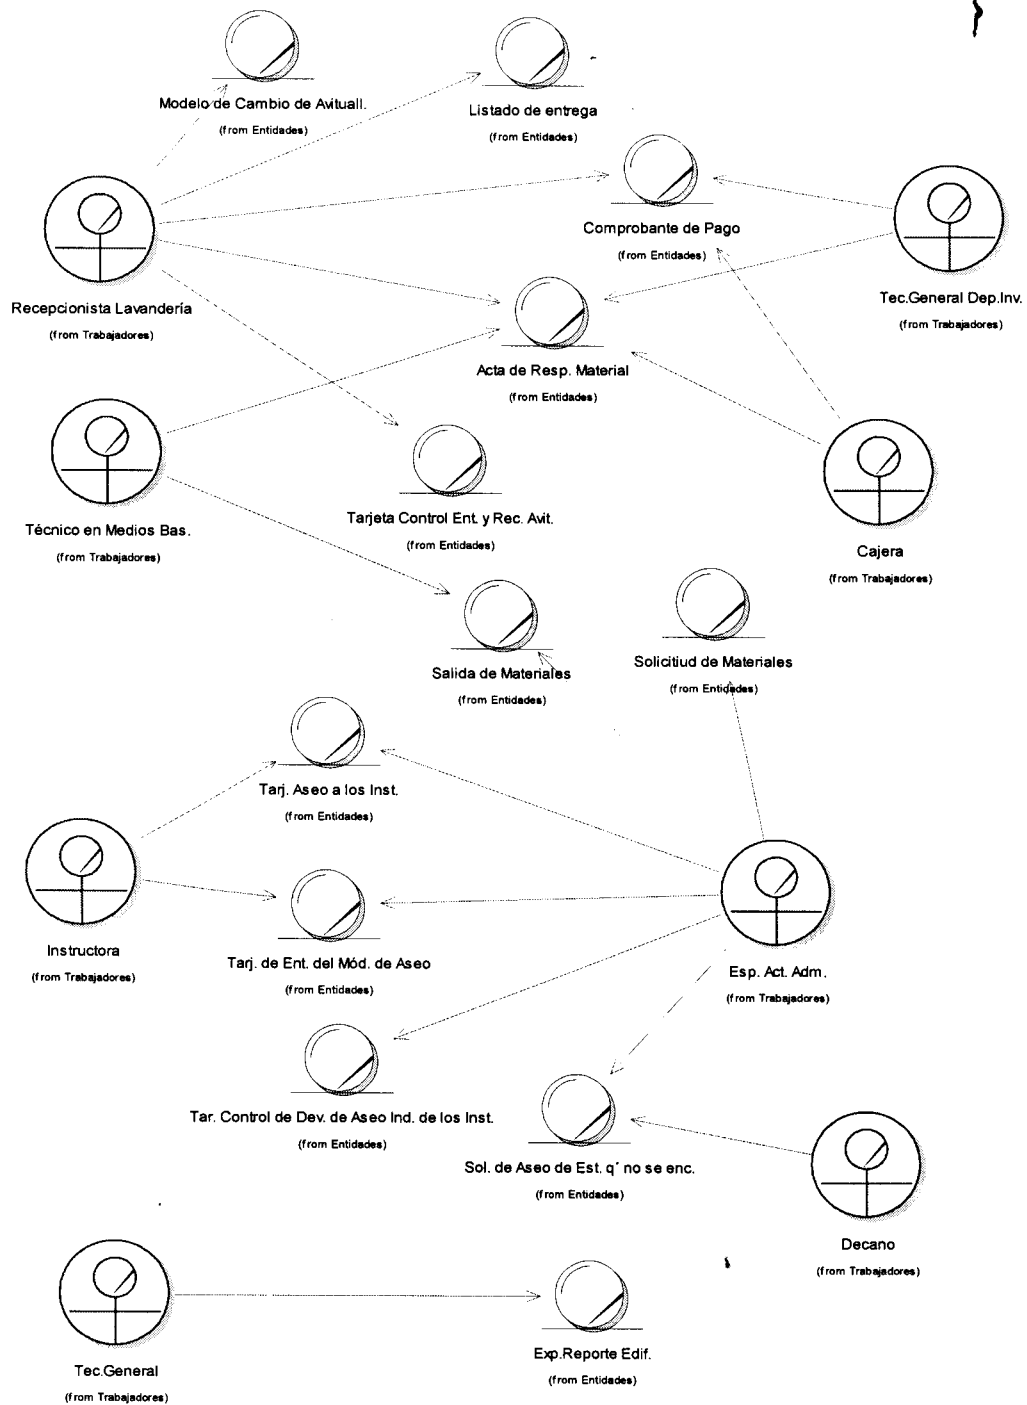 Modelo de Cambio de Avituall.
(from Entidades)
Listado de entrega
(from Entidades)
Comprobante de Pago
(from Entidades)
Recepcionista Lavandería
(from Trabajadores)
Tec.General Dep.Inv.
(from Trabajadores)
Acta de Resp. Material
(from Entidades)
Técnico en Medios Bas.
(from Trabajadores)
Tarjeta Control Ent. y Rec. Avit.
(from Entidades)
Cajera
(from Trabajadores)
Salida de Materiales
(from Entidades)
Solicitiud de Materiales
(from Entidades)
Tarj. Aseo a los Inst.
(from Entidades)
Instructora
(from Trabajadores)
Tarj. de Ent. del Mód. de Aseo
(from Entidades)
Esp. Act. Adm.
(from Trabajadores)
Tar. Control de Dev. de Aseo Ind. de los Inst.
(from Entidades)
Sol. de Aseo de Est. q´ no se enc.
(from Entidades)
Decano
(from Trabajadores)
Tec.General
(from Trabajadores)
Exp.Reporte Edif.
(from Entidades)